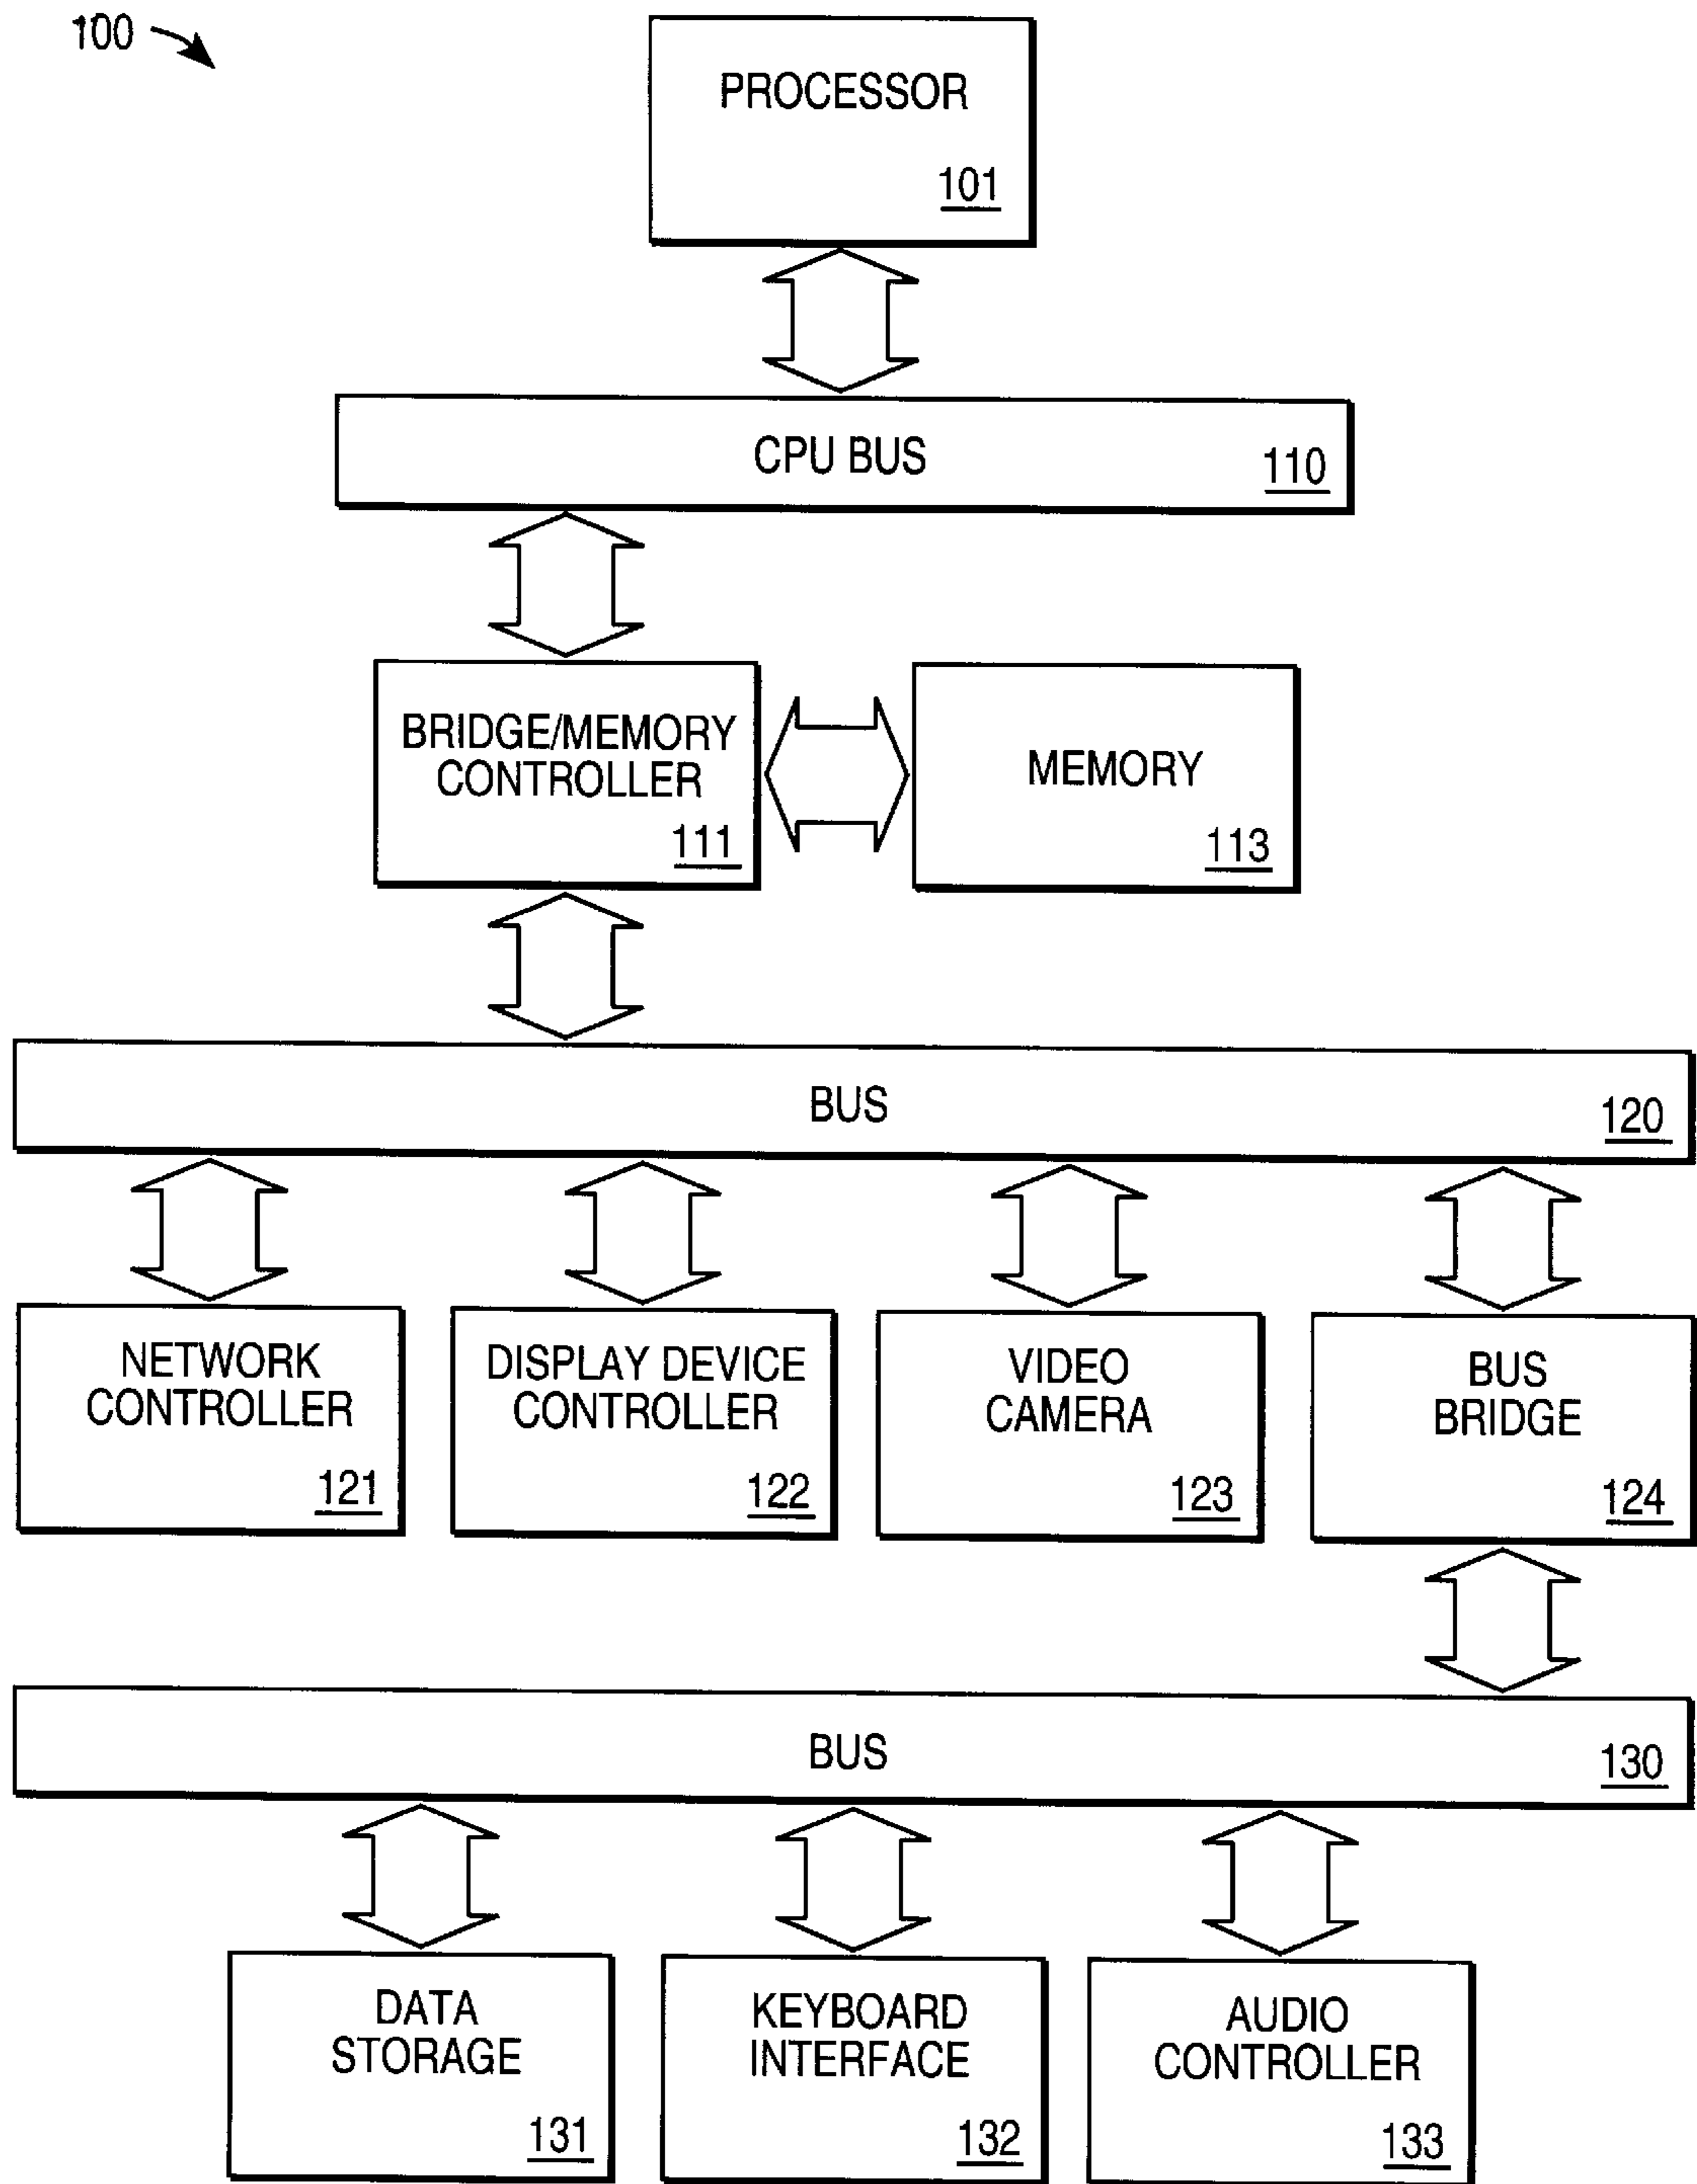 100
PROCESSOR
101
CPU BUS
110
BRIDGE/MEMORY
CONTROLLER
111
MEMORY
113
BUS
120
NETWORK
CONTROLLER
121
DISPLAY DEVICE
CONTROLLER
122
VIDEO
CAMERA
123
BUS
BRIDGE
124
BUS
130
DATA
STORAGE
131
KEYBOARD
INTERFACE
132
AUDIO
CONTROLLER
133